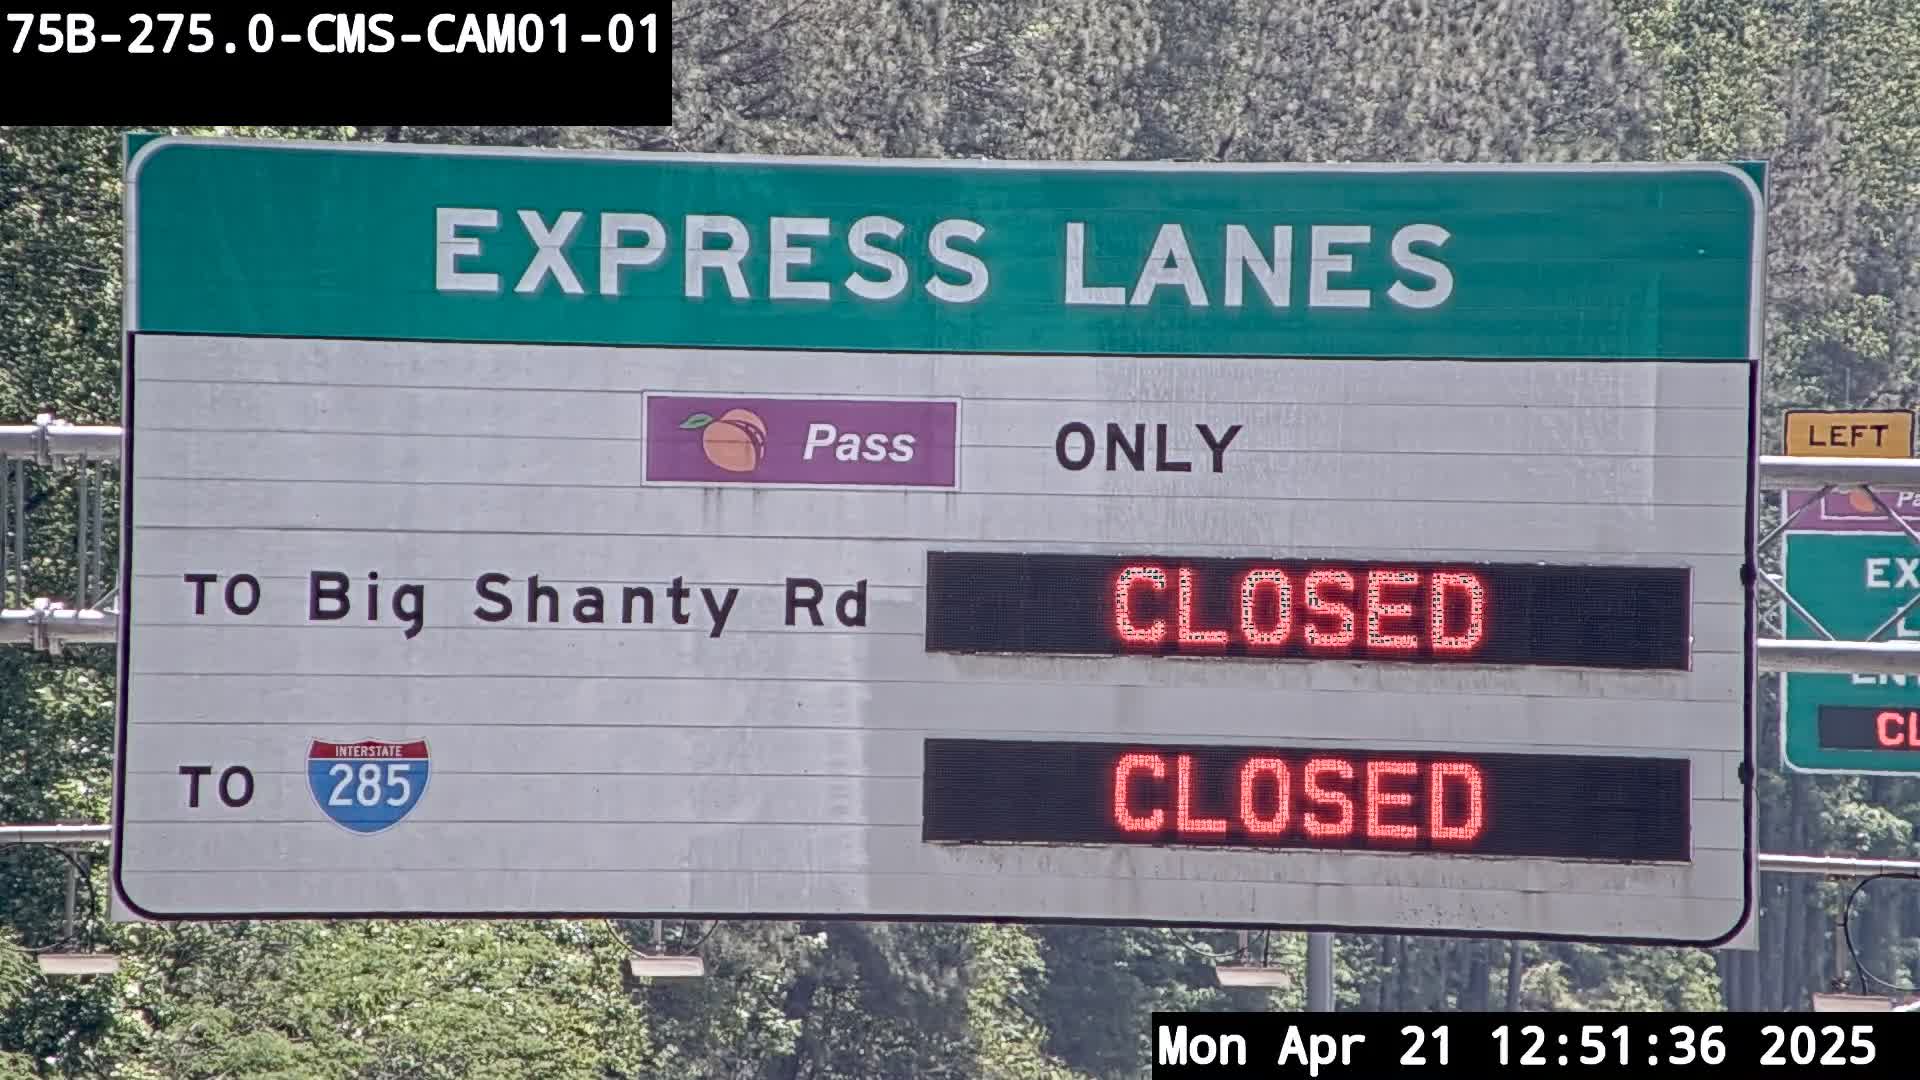 75B-275.0-CMS-CAM01-01
EXPRESS LANES
Pass ONLY
TO Big Shanty Rd CLOSED
TO INTERSTATE 285 CLOSED
LEFT
Mon Apr 21 12:51:36 2025